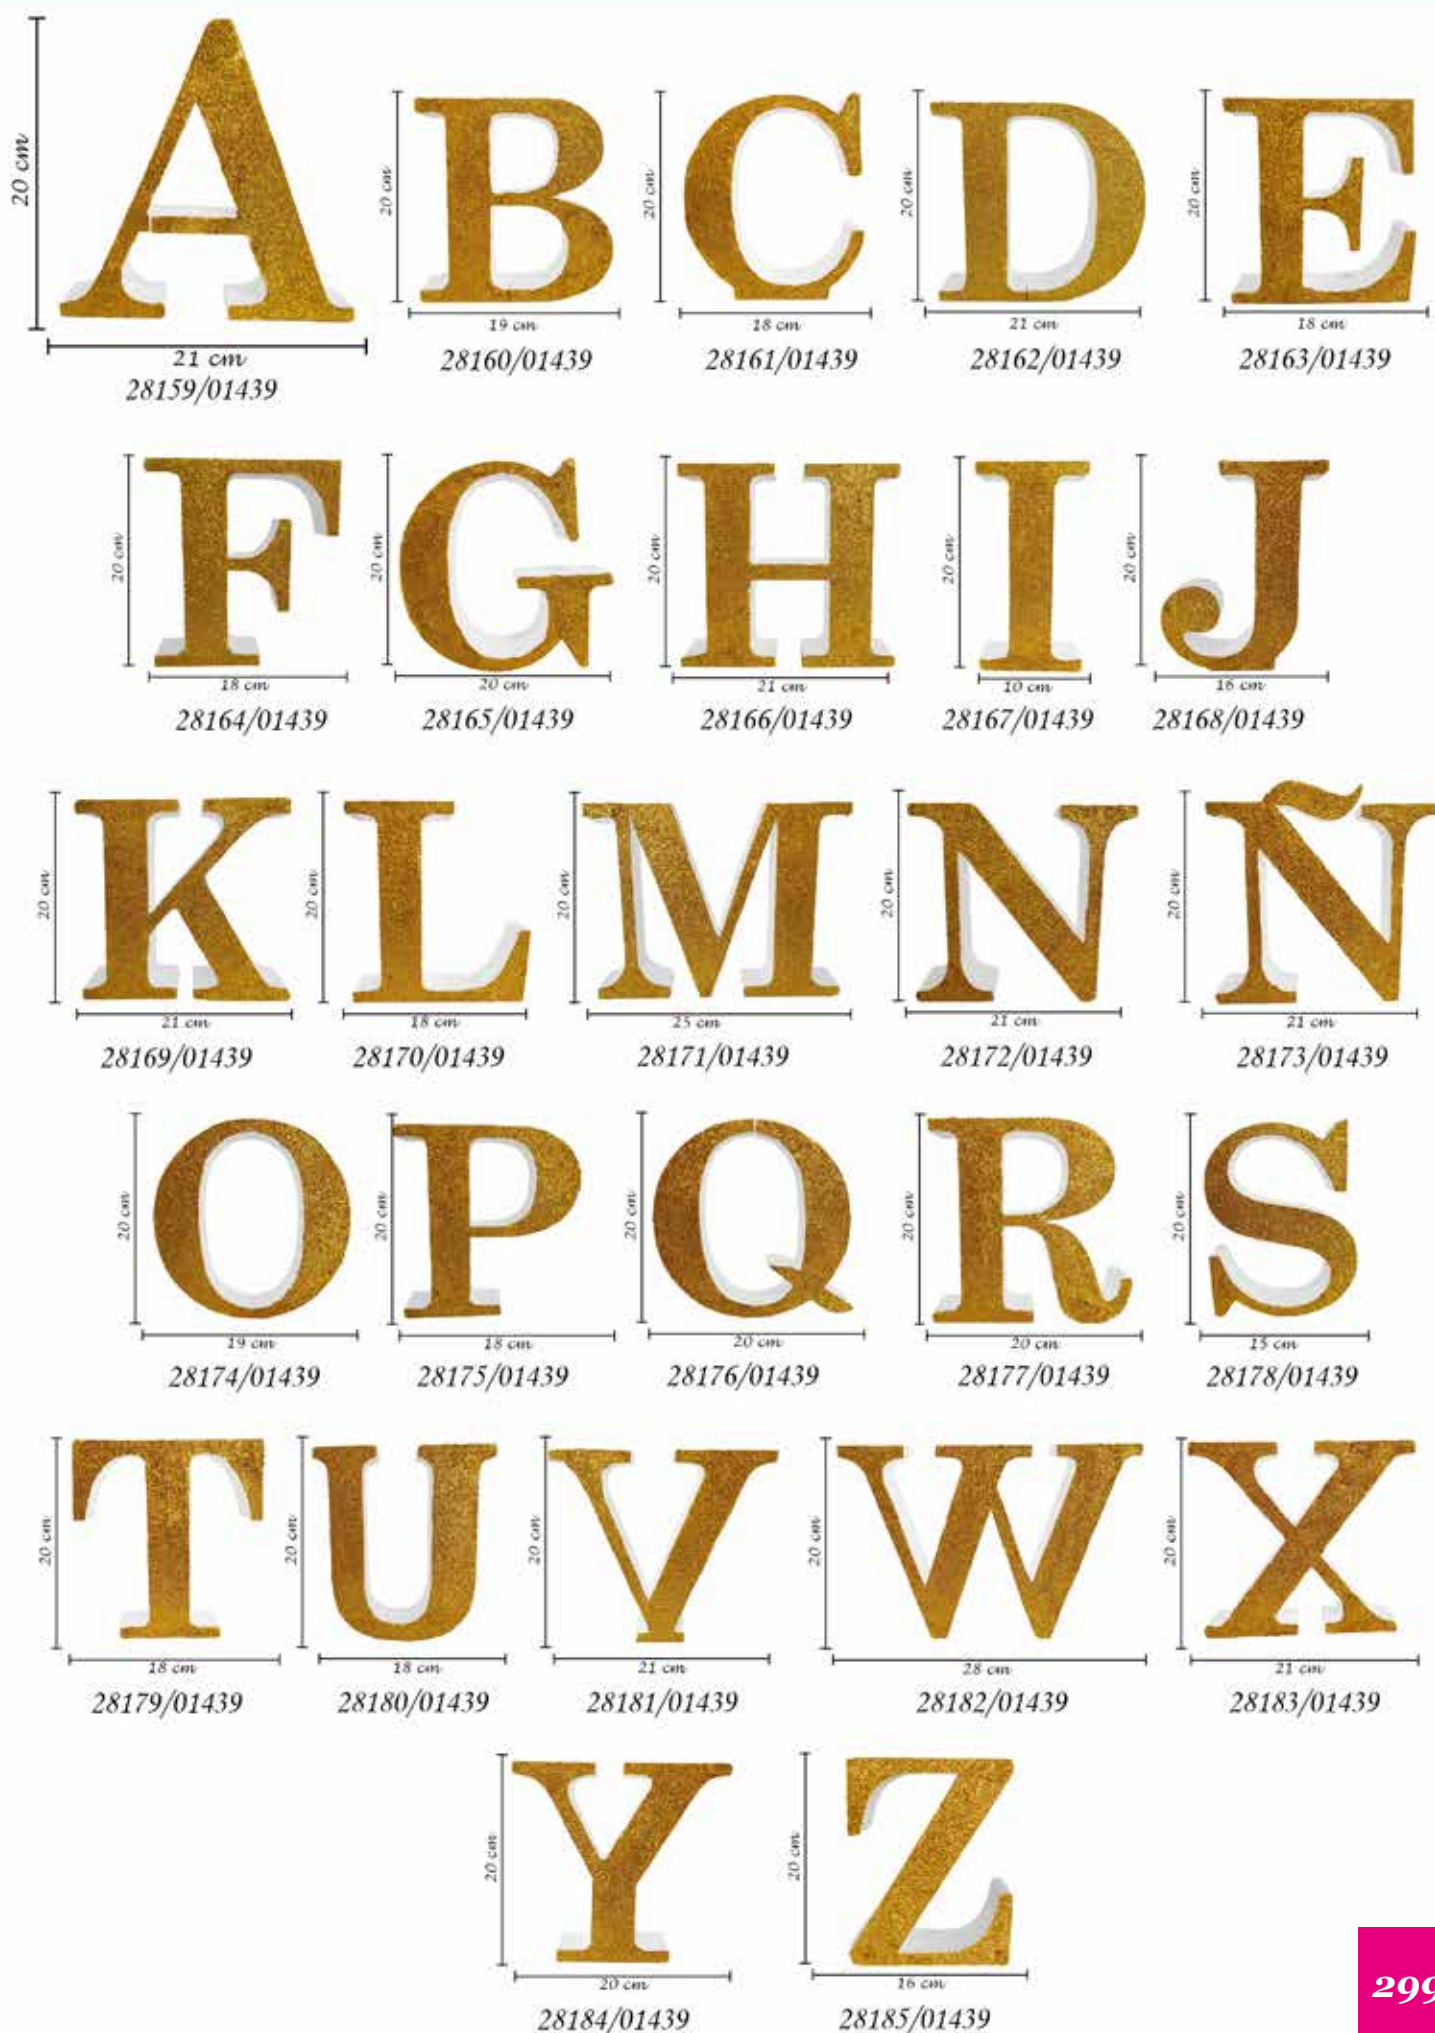 A B C D E
20 cm 20 cm 20 cm 20 cm 20 cm
21 cm 19 cm 18 cm 21 cm 18 cm
28159/01439 28160/01439 28161/01439 28162/01439 28163/01439
F G H I J
20 cm 20 cm 20 cm 20 cm 20 cm
18 cm 20 cm 21 cm 10 cm 16 cm
28164/01439 28165/01439 28166/01439 28167/01439 28168/01439
K L M N Ñ
20 cm 20 cm 20 cm 20 cm 20 cm
21 cm 18 cm 25 cm 21 cm 21 cm
28169/01439 28170/01439 28171/01439 28172/01439 28173/01439
O P Q R S
20 cm 20 cm 20 cm 20 cm 20 cm
19 cm 18 cm 20 cm 20 cm 15 cm
28174/01439 28175/01439 28176/01439 28177/01439 28178/01439
T U V W X
20 cm 20 cm 20 cm 20 cm 20 cm
18 cm 18 cm 21 cm 28 cm 21 cm
28179/01439 28180/01439 28181/01439 28182/01439 28183/01439
Y Z
20 cm 20 cm
20 cm 16 cm
28184/01439 28185/01439
299